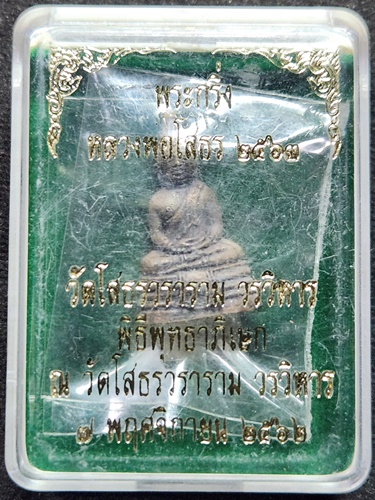 พระกริ่ง
หลวงพ่อโสธร ๒๕๖๓
วัดโสธรวราราม วรวิหาร
พิธีพุทธาภิเษก
ณ วัดโสธรวราราม วรวิหาร
๗ พฤศจิกายน ๒๕๖๒